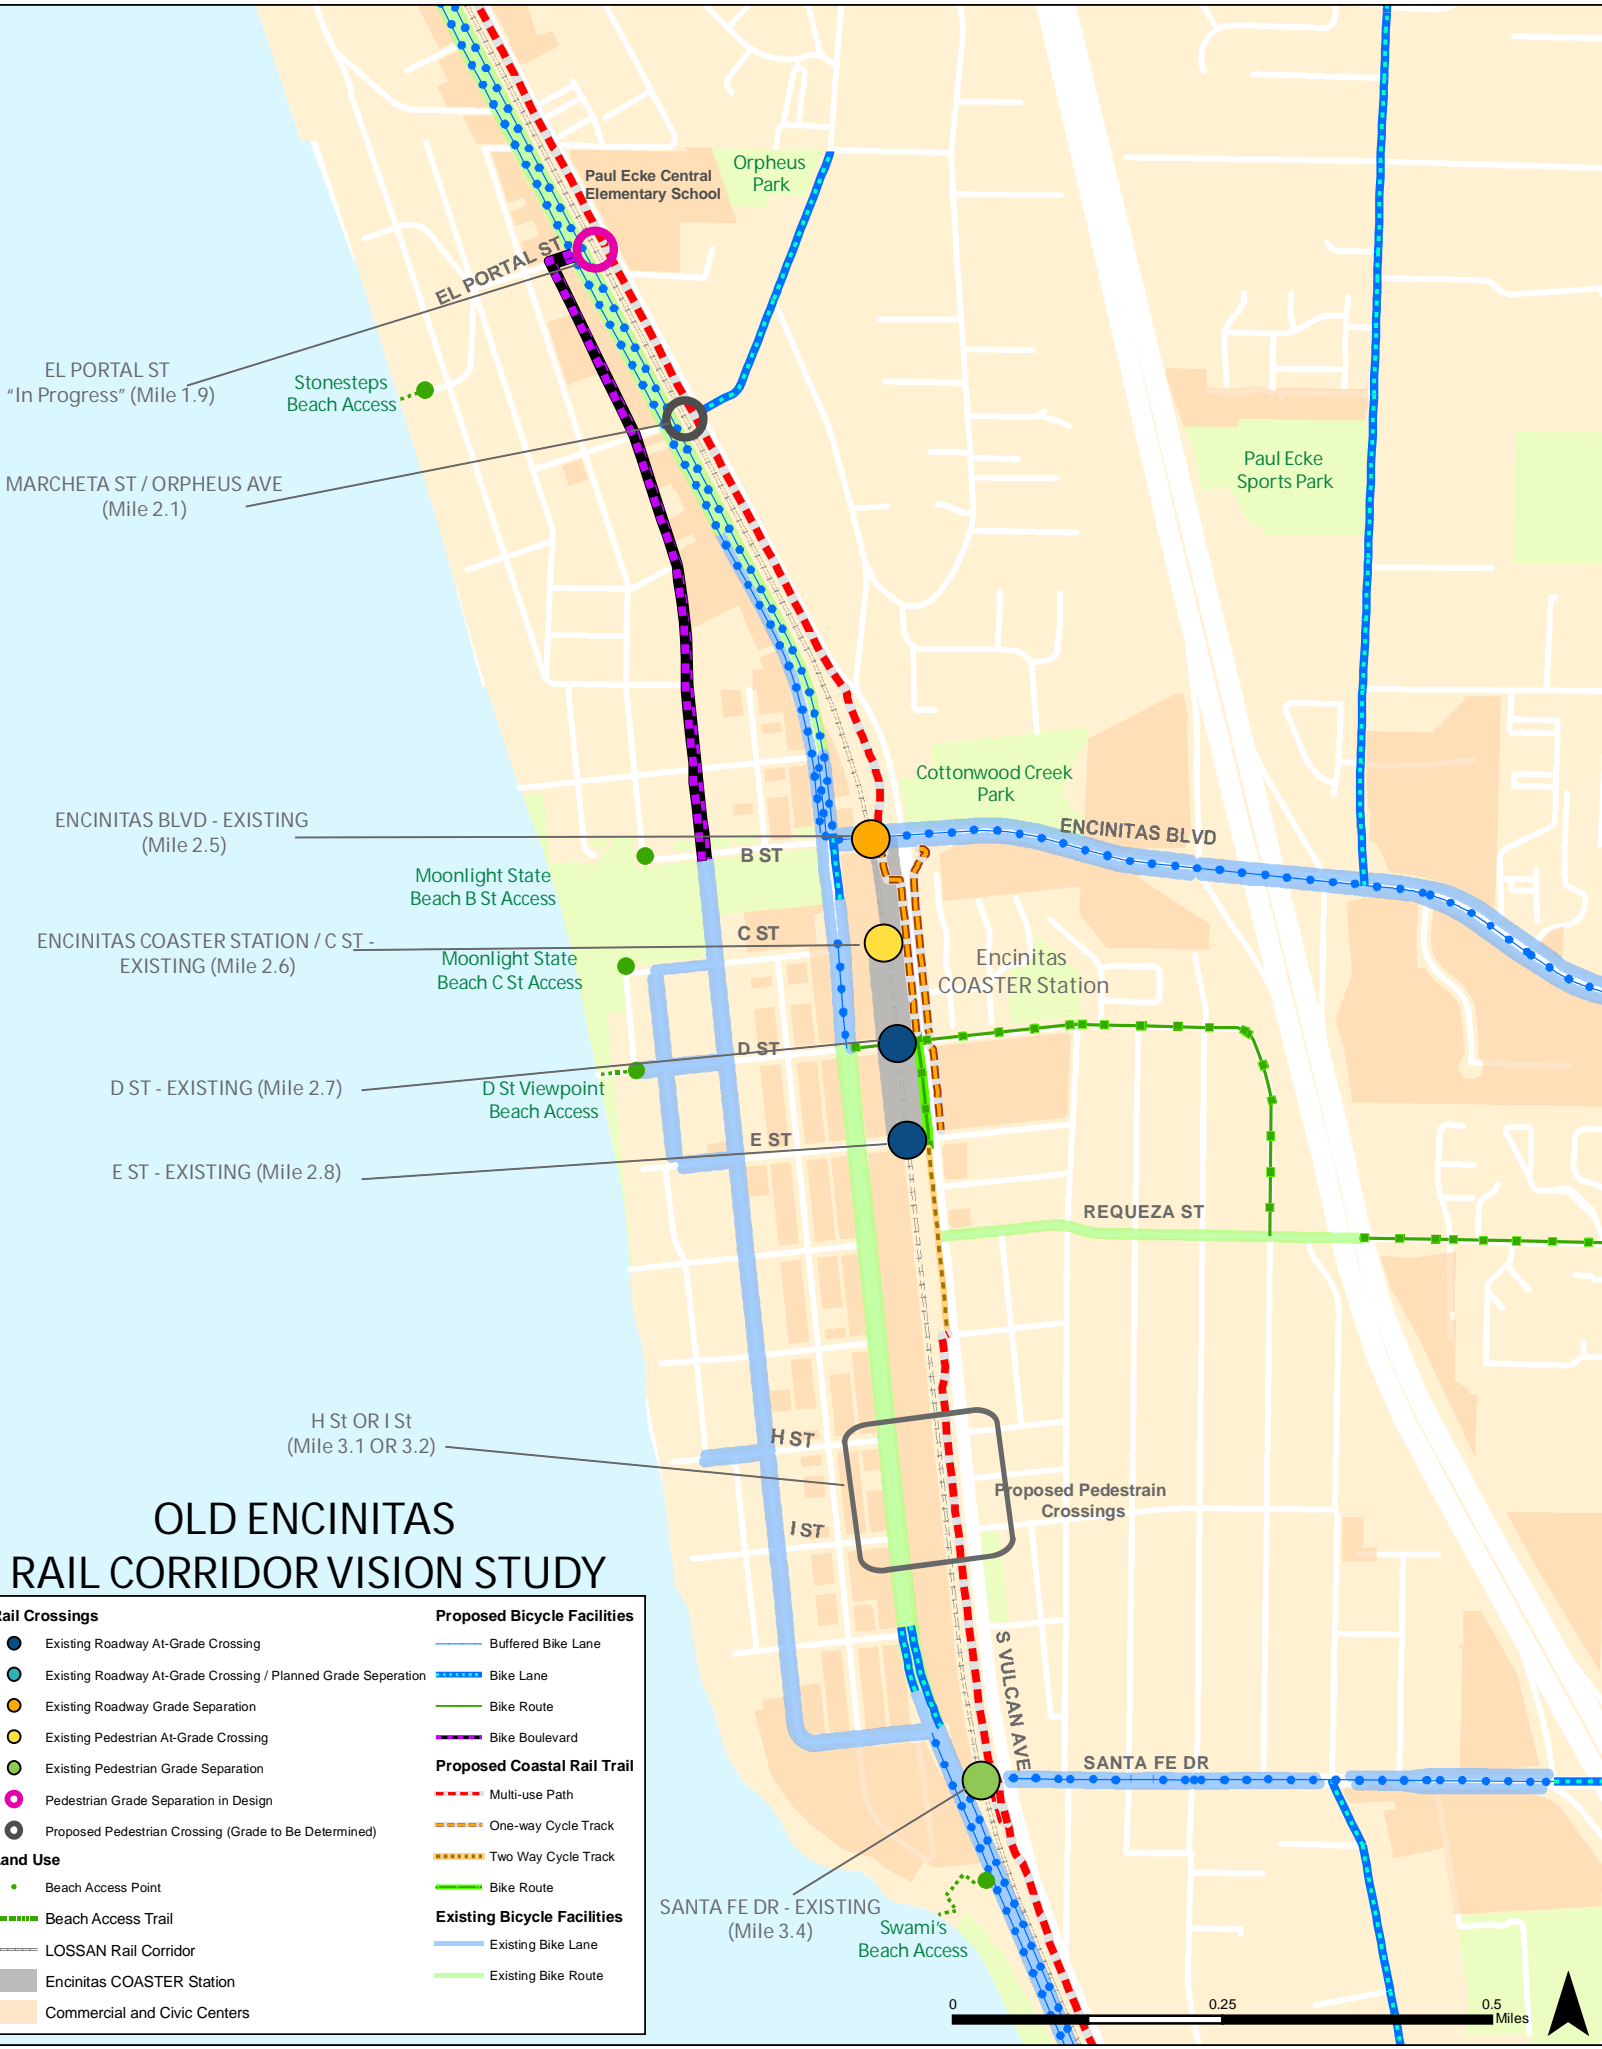 Orpheus
Park
Paul Ecke Central
Elementary School
EL PORTAL ST
EL PORTAL ST
“In Progress” (Mile 1.9)
Stonesteps
Beach Access
MARCHETA ST / ORPHEUS AVE
(Mile 2.1)
Paul Ecke
Sports Park
Cottonwood Creek
Park
ENCINITAS BLVD - EXISTING
(Mile 2.5)
ENCINITAS BLVD
B ST
Moonlight State
Beach B St Access
ENCINITAS COASTER STATION / C ST -
EXISTING (Mile 2.6)
C ST
Moonlight State
Beach C St Access
Encinitas
COASTER Station
D ST
D ST - EXISTING (Mile 2.7)
D St Viewpoint
Beach Access
E ST
E ST - EXISTING (Mile 2.8)
REQUEZA ST
H St OR I St
(Mile 3.1 OR 3.2)
H ST
Proposed Pedestrain
Crossings
I ST
S VULCAN AVE
SANTA FE DR
SANTA FE DR - EXISTING
(Mile 3.4)
Swami's
Beach Access
OLD ENCINITAS
RAIL CORRIDOR VISION STUDY
Rail Crossings
Existing Roadway At-Grade Crossing
Existing Roadway At-Grade Crossing / Planned Grade Seperation
Existing Roadway Grade Separation
Existing Pedestrian At-Grade Crossing
Existing Pedestrian Grade Separation
Pedestrian Grade Separation in Design
Proposed Pedestrian Crossing (Grade to Be Determined)
Land Use
Beach Access Point
Beach Access Trail
LOSSAN Rail Corridor
Encinitas COASTER Station
Commercial and Civic Centers
Proposed Bicycle Facilities
Buffered Bike Lane
Bike Lane
Bike Route
Bike Boulevard
Proposed Coastal Rail Trail
Multi-use Path
One-way Cycle Track
Two Way Cycle Track
Bike Route
Existing Bicycle Facilities
Existing Bike Lane
Existing Bike Route
0 0.25 0.5
Miles